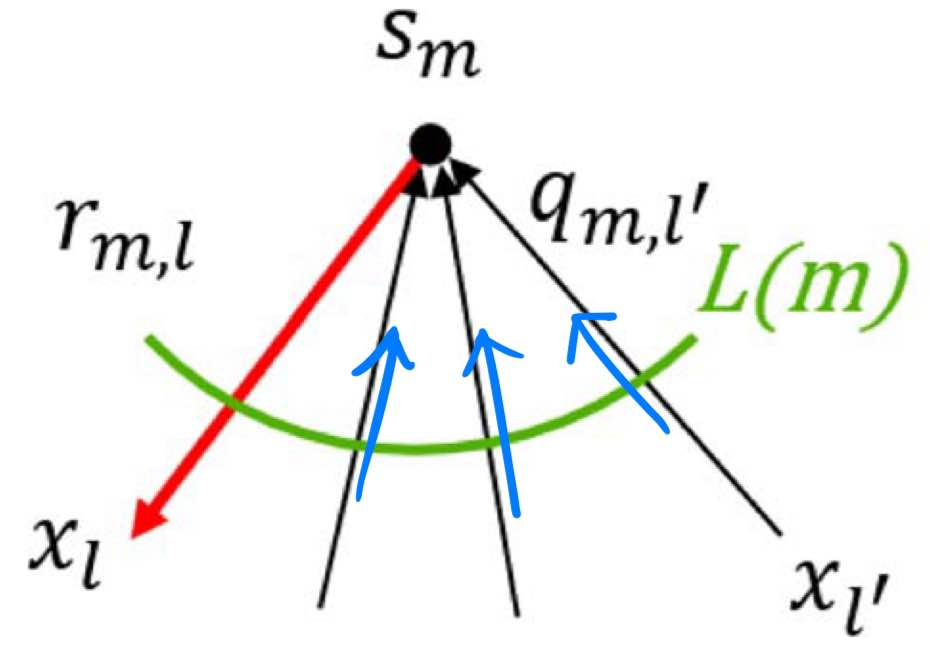 s_m
r_{m,l}
q_{m,l'}
L(m)
x_l
x_{l'}